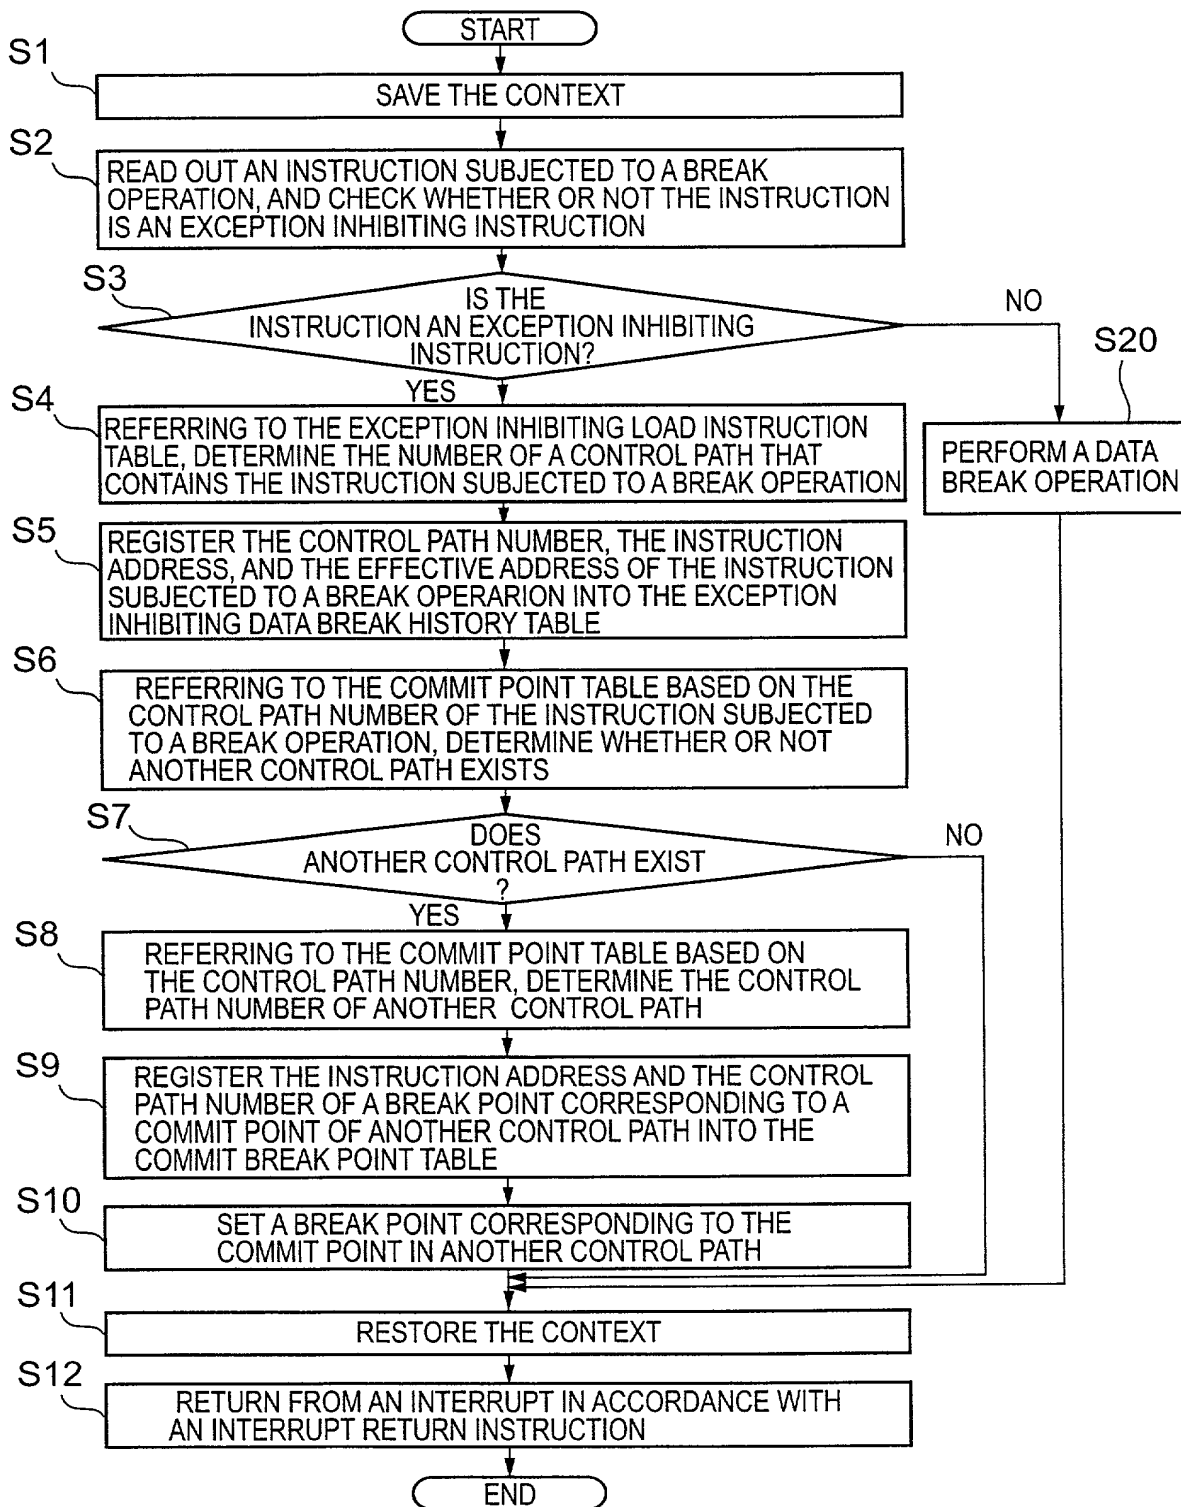 START
S1
SAVE THE CONTEXT
S2
READ OUT AN INSTRUCTION SUBJECTED TO A BREAK
OPERATION, AND CHECK WHETHER OR NOT THE INSTRUCTION
IS AN EXCEPTION INHIBITING INSTRUCTION
S3
IS THE
INSTRUCTION AN EXCEPTION INHIBITING
INSTRUCTION?
NO
YES
S20
PERFORM A DATA
BREAK OPERATION
S4
REFERRING TO THE EXCEPTION INHIBITING LOAD INSTRUCTION
TABLE, DETERMINE THE NUMBER OF A CONTROL PATH THAT
CONTAINS THE INSTRUCTION SUBJECTED TO A BREAK OPERATION
S5
REGISTER THE CONTROL PATH NUMBER, THE INSTRUCTION
ADDRESS, AND THE EFFECTIVE ADDRESS OF THE INSTRUCTION
SUBJECTED TO A BREAK OPERARION INTO THE EXCEPTION
INHIBITING DATA BREAK HISTORY TABLE
S6
REFERRING TO THE COMMIT POINT TABLE BASED ON THE
CONTROL PATH NUMBER OF THE INSTRUCTION SUBJECTED
TO A BREAK OPERATION, DETERMINE WHETHER OR NOT
ANOTHER CONTROL PATH EXISTS
S7
DOES
ANOTHER CONTROL PATH EXIST
?
NO
YES
S8
REFERRING TO THE COMMIT POINT TABLE BASED ON
THE CONTROL PATH NUMBER, DETERMINE THE CONTROL
PATH NUMBER OF ANOTHER CONTROL PATH
S9
REGISTER THE INSTRUCTION ADDRESS AND THE CONTROL
PATH NUMBER OF A BREAK POINT CORRESPONDING TO A
COMMIT POINT OF ANOTHER CONTROL PATH INTO THE
COMMIT BREAK POINT TABLE
S10
SET A BREAK POINT CORRESPONDING TO THE
COMMIT POINT IN ANOTHER CONTROL PATH
S11
RESTORE THE CONTEXT
S12
RETURN FROM AN INTERRUPT IN ACCORDANCE WITH
AN INTERRUPT RETURN INSTRUCTION
END